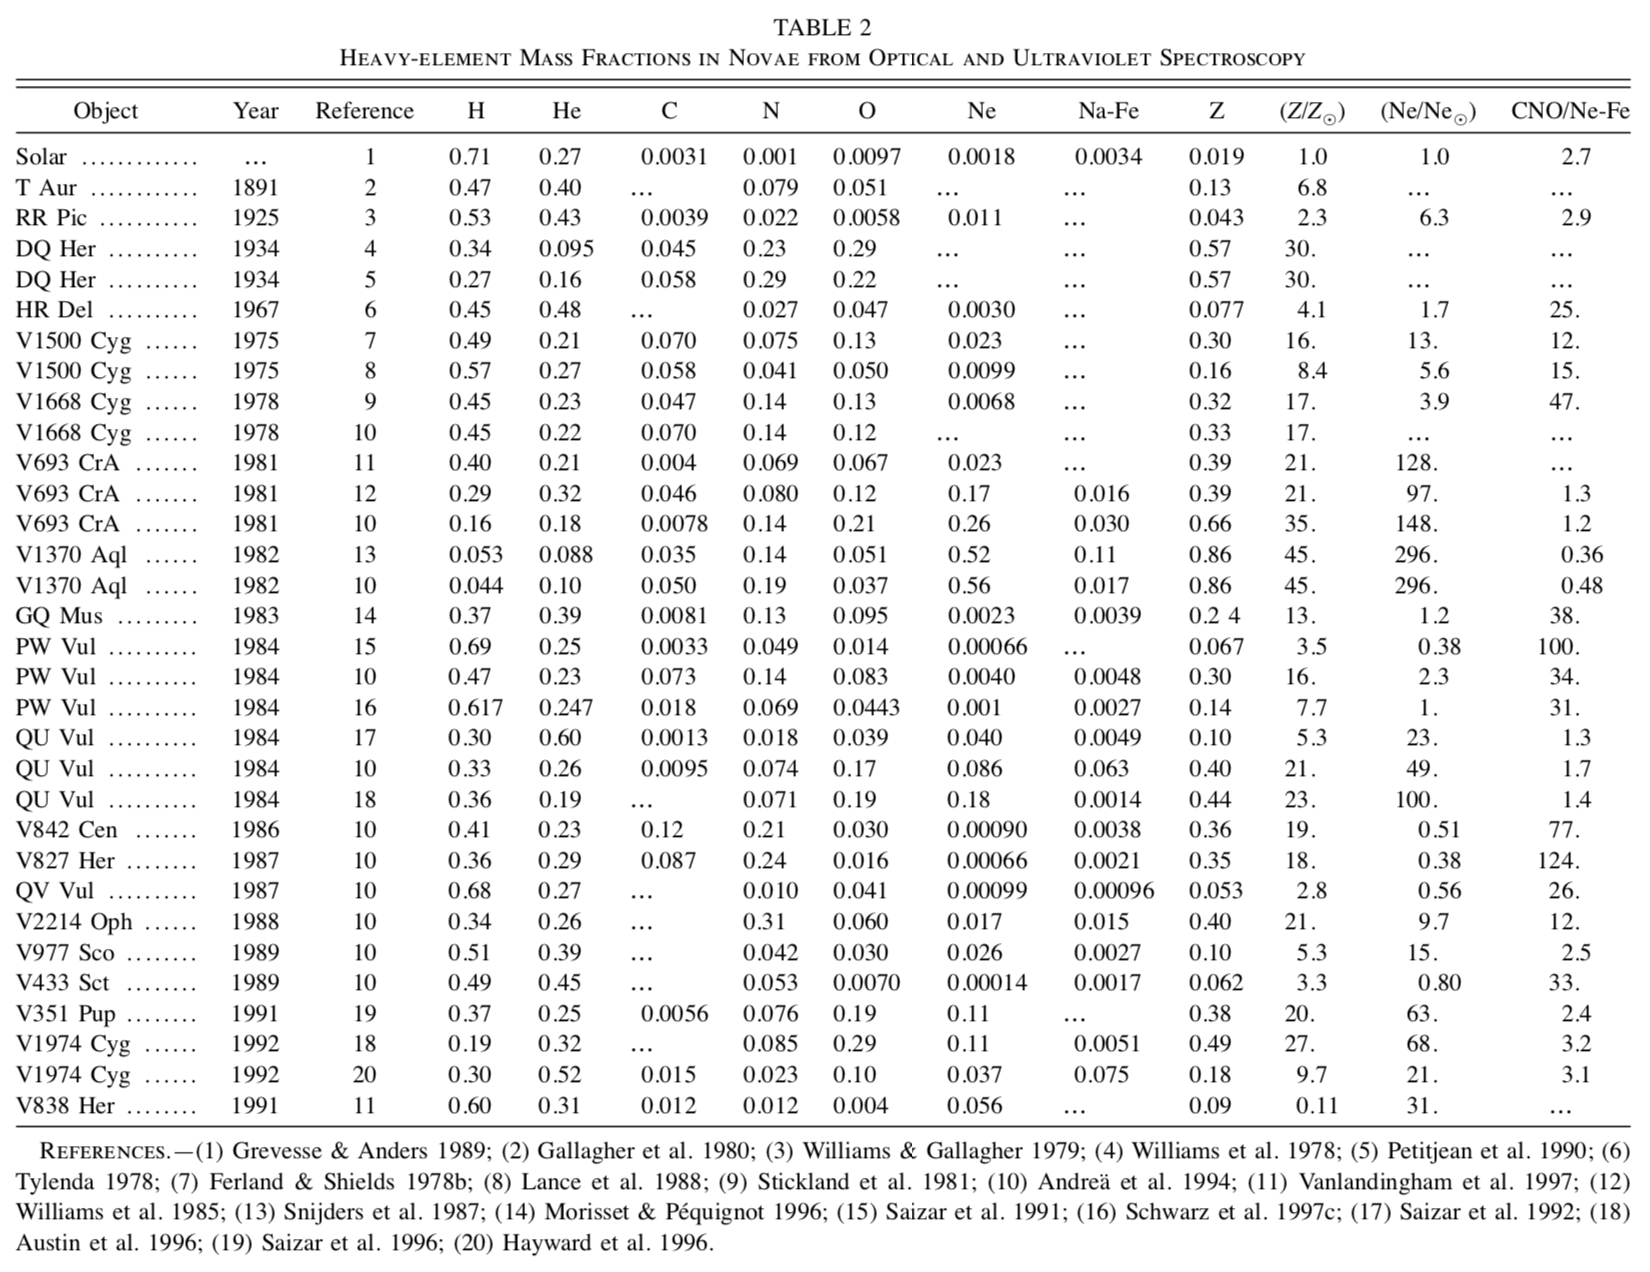 TABLE 2
HEAVY-ELEMENT MASS FRACTIONS IN NOVAE FROM OPTICAL AND ULTRAVIOLET SPECTROSCOPY
Object Year Reference H He C N O Ne Na-Fe Z (Z/Z☉) (Ne/Ne☉) CNO/Ne-Fe
Solar ............. ... 1 0.71 0.27 0.0031 0.001 0.0097 0.0018 0.0034 0.019 1.0 1.0 2.7
T Aur ............ 1891 2 0.47 0.40 ... 0.079 0.051 ... ... 0.13 6.8 ... ...
RR Pic ........... 1925 3 0.53 0.43 0.0039 0.022 0.0058 0.011 ... 0.043 2.3 6.3 2.9
DQ Her .......... 1934 4 0.34 0.095 0.045 0.23 0.29 ... ... 0.57 30. ... ...
DQ Her .......... 1934 5 0.27 0.16 0.058 0.29 0.22 ... ... 0.57 30. ... ...
HR Del .......... 1967 6 0.45 0.48 ... 0.027 0.047 0.0030 ... 0.077 4.1 1.7 25.
V1500 Cyg ...... 1975 7 0.49 0.21 0.070 0.075 0.13 0.023 ... 0.30 16. 13. 12.
V1500 Cyg ...... 1975 8 0.57 0.27 0.058 0.041 0.050 0.0099 ... 0.16 8.4 5.6 15.
V1668 Cyg ...... 1978 9 0.45 0.23 0.047 0.14 0.13 0.0068 ... 0.32 17. 3.9 47.
V1668 Cyg ...... 1978 10 0.45 0.22 0.070 0.14 0.12 ... ... 0.33 17. ... ...
V693 CrA ....... 1981 11 0.40 0.21 0.004 0.069 0.067 0.023 ... 0.39 21. 128. ...
V693 CrA ....... 1981 12 0.29 0.32 0.046 0.080 0.12 0.17 0.016 0.39 21. 97. 1.3
V693 CrA ....... 1981 10 0.16 0.18 0.0078 0.14 0.21 0.26 0.030 0.66 35. 148. 1.2
V1370 Aql ...... 1982 13 0.053 0.088 0.035 0.14 0.051 0.52 0.11 0.86 45. 296. 0.36
V1370 Aql ...... 1982 10 0.044 0.10 0.050 0.19 0.037 0.56 0.017 0.86 45. 296. 0.48
GQ Mus ......... 1983 14 0.37 0.39 0.0081 0.13 0.095 0.0023 0.0039 0.2 4 13. 1.2 38.
PW Vul .......... 1984 15 0.69 0.25 0.0033 0.049 0.014 0.00066 ... 0.067 3.5 0.38 100.
PW Vul .......... 1984 10 0.47 0.23 0.073 0.14 0.083 0.0040 0.0048 0.30 16. 2.3 34.
PW Vul .......... 1984 16 0.617 0.247 0.018 0.069 0.0443 0.001 0.0027 0.14 7.7 1. 31.
QU Vul .......... 1984 17 0.30 0.60 0.0013 0.018 0.039 0.040 0.0049 0.10 5.3 23. 1.3
QU Vul .......... 1984 10 0.33 0.26 0.0095 0.074 0.17 0.086 0.063 0.40 21. 49. 1.7
QU Vul .......... 1984 18 0.36 0.19 ... 0.071 0.19 0.18 0.0014 0.44 23. 100. 1.4
V842 Cen ....... 1986 10 0.41 0.23 0.12 0.21 0.030 0.00090 0.0038 0.36 19. 0.51 77.
V827 Her ....... 1987 10 0.36 0.29 0.087 0.24 0.016 0.00066 0.0021 0.35 18. 0.38 124.
QV Vul .......... 1987 10 0.68 0.27 ... 0.010 0.041 0.00099 0.00096 0.053 2.8 0.56 26.
V2214 Oph ...... 1988 10 0.34 0.26 ... 0.31 0.060 0.017 0.015 0.40 21. 9.7 12.
V977 Sco ........ 1989 10 0.51 0.39 ... 0.042 0.030 0.026 0.0027 0.10 5.3 15. 2.5
V433 Sct ........ 1989 10 0.49 0.45 ... 0.053 0.0070 0.00014 0.0017 0.062 3.3 0.80 33.
V351 Pup ........ 1991 19 0.37 0.25 0.0056 0.076 0.19 0.11 ... 0.38 20. 63. 2.4
V1974 Cyg ...... 1992 18 0.19 0.32 ... 0.085 0.29 0.11 0.0051 0.49 27. 68. 3.2
V1974 Cyg ...... 1992 20 0.30 0.52 0.015 0.023 0.10 0.037 0.075 0.18 9.7 21. 3.1
V838 Her ........ 1991 11 0.60 0.31 0.012 0.012 0.004 0.056 ... 0.09 0.11 31. ...
REFERENCES.—(1) Grevesse & Anders 1989; (2) Gallagher et al. 1980; (3) Williams & Gallagher 1979; (4) Williams et al. 1978; (5) Petitjean et al. 1990; (6)
Tylenda 1978; (7) Ferland & Shields 1978b; (8) Lance et al. 1988; (9) Stickland et al. 1981; (10) Andreä et al. 1994; (11) Vanlandingham et al. 1997; (12)
Williams et al. 1985; (13) Snijders et al. 1987; (14) Morisset & Péquignot 1996; (15) Saizar et al. 1991; (16) Schwarz et al. 1997c; (17) Saizar et al. 1992; (18)
Austin et al. 1996; (19) Saizar et al. 1996; (20) Hayward et al. 1996.